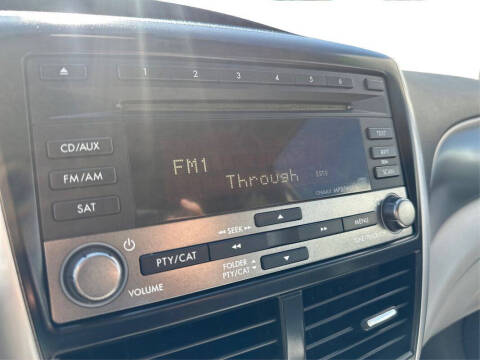 1 2 3 4 5 6
TEXT
CD/AUX
FM/AM
SAT
SCAN
FM1
Through
SEEK
MENU
PTY/CAT
FOLDER
PTY/CAT
VOLUME